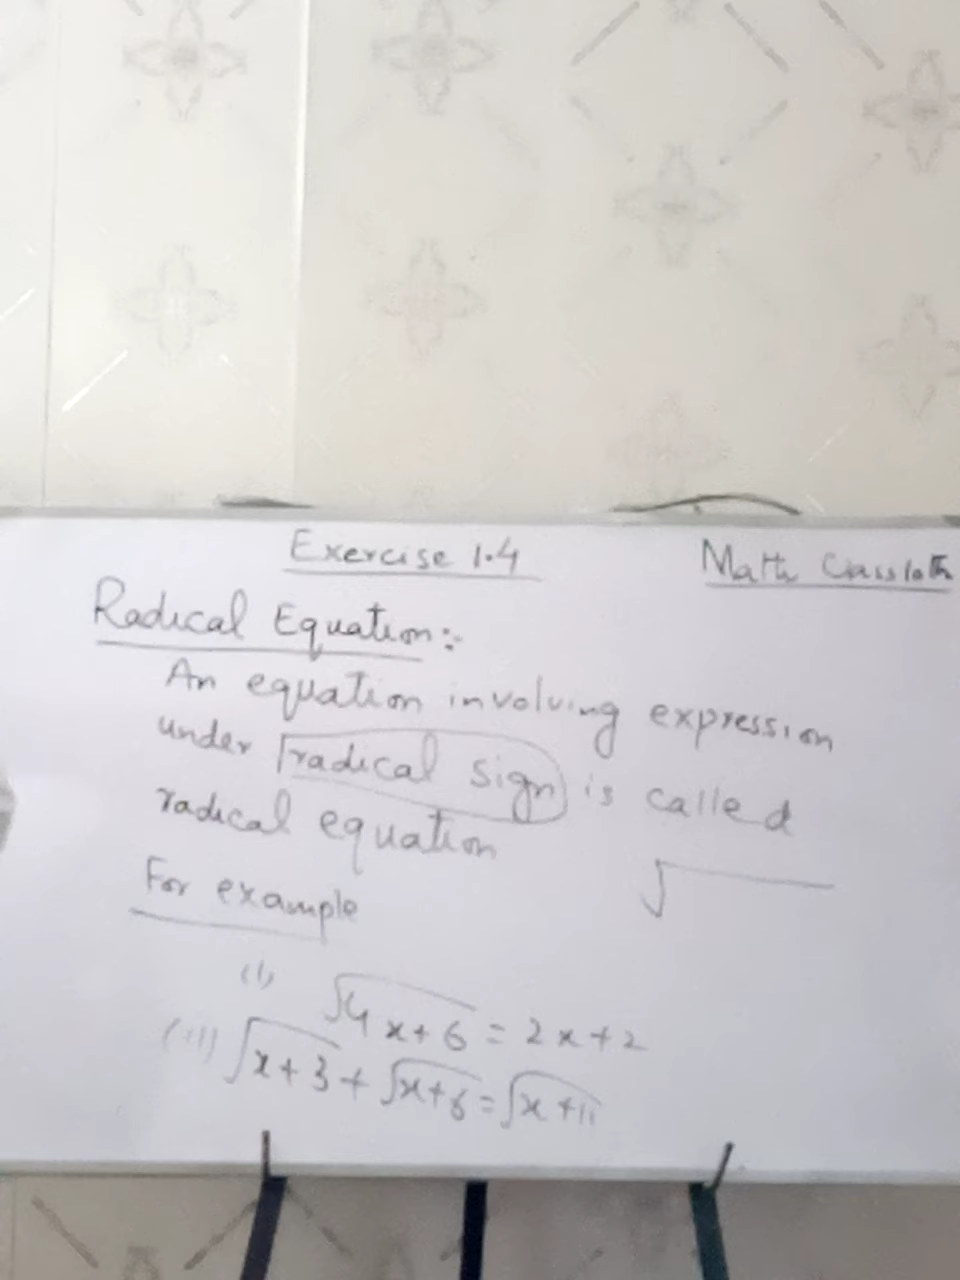 Exercise 1.4
Math Class 10th
Radical Equation:-
An equation involving expression
under radical sign is called
radical equation
√
For example
(i) √4x+6 = 2x+2
(ii) √x+3 + √x+6 = √x+11